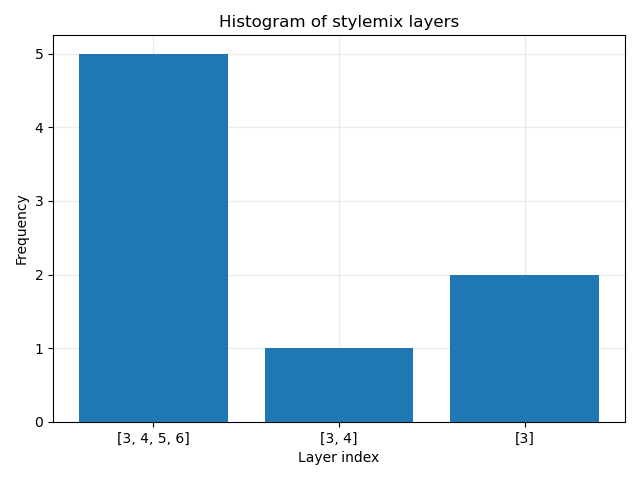 Histogram of stylemix layers
Frequency
5
4
3
2
1
0
[3, 4, 5, 6]
[3, 4]
[3]
Layer index